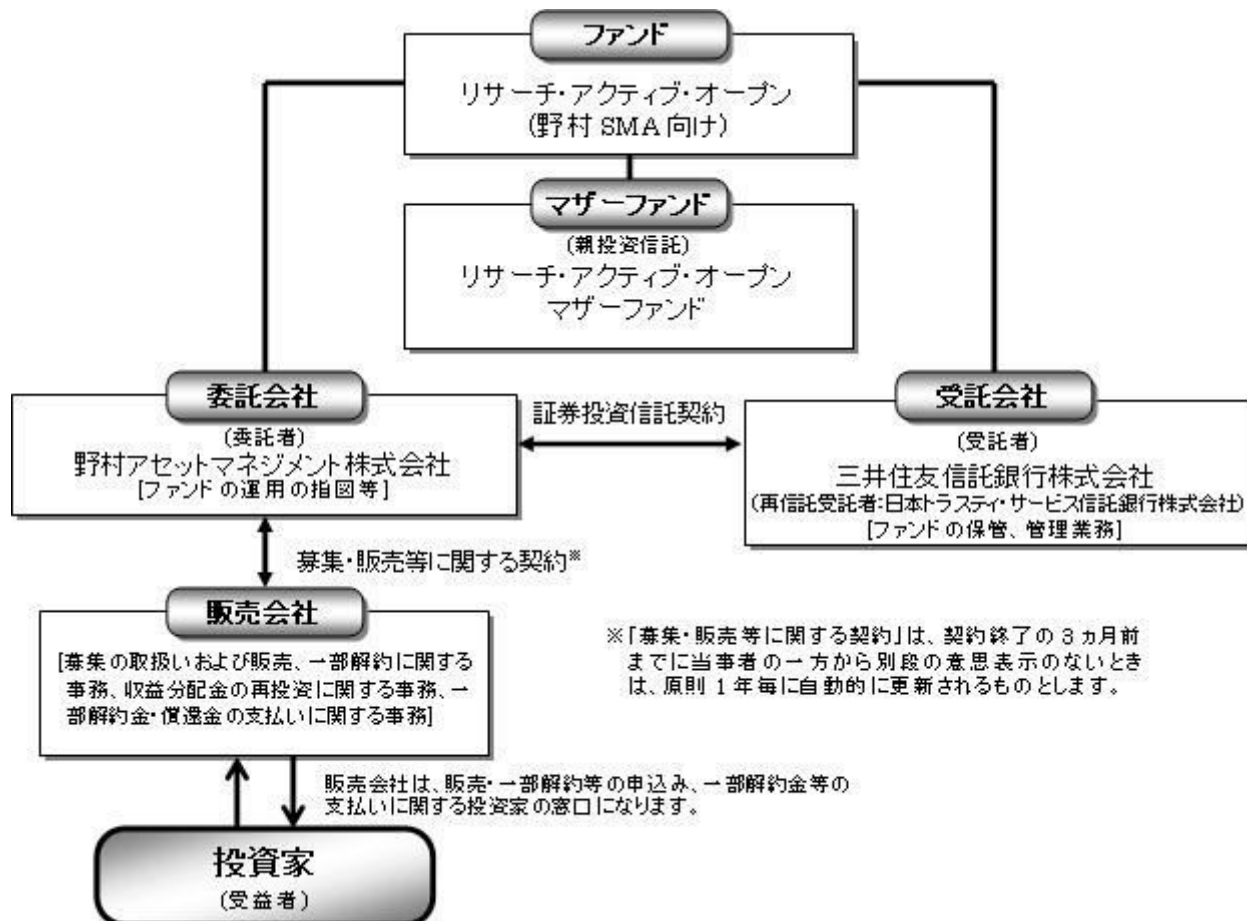 ファンド
リサーチ・アクティブ・オープン
(野村 SMA 向け)
マザーファンド
(親投資信託)
リサーチ・アクティブ・オープン
マザーファンド
委託会社
(委託者)
野村アセットマネジメント株式会社
[ファンドの運用の指図等]
証券投資信託契約
受託会社
(受託者)
三井住友信託銀行株式会社
(再信託受託者:日本トラスティ・サービス信託銀行株式会社)
[ファンドの保管、管理業務]
募集・販売等に関する契約※
販売会社
[募集の取扱いおよび販売、一部解約に関する
事務、収益分配金の再投資に関する事務、一
部解約金・償還金の支払いに関する事務]
※「募集・販売等に関する契約」は、契約終了の3ヵ月前
までに当事者の一方から別段の意思表示のないとき
は、原則1年毎に自動的に更新されるものとします。
販売会社は、販売・一部解約等の申込み、一部解約金等の
支払いに関する投資家の窓口になります。
投資家
(受益者)